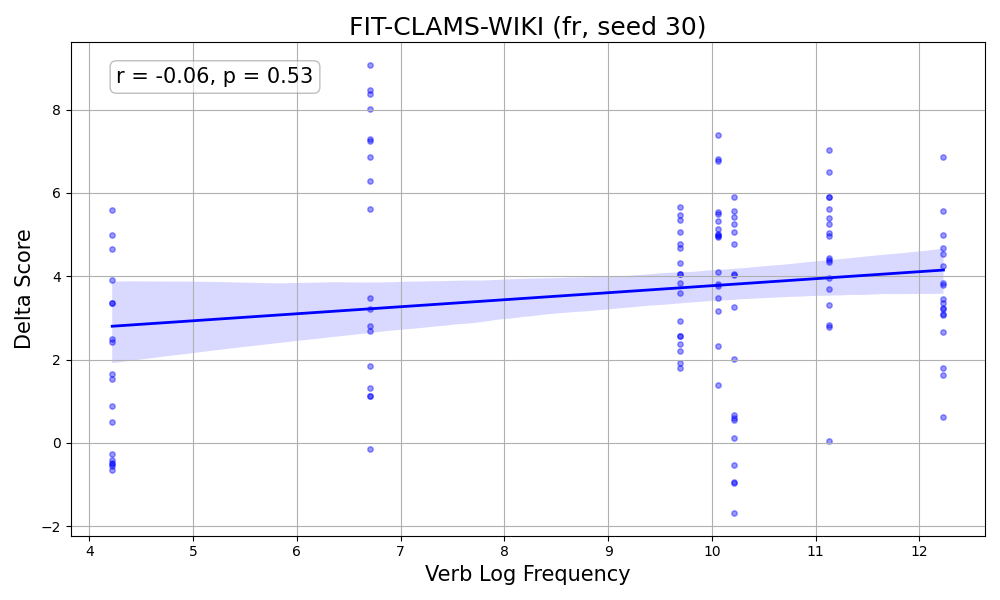 FIT-CLAMS-WIKI (fr, seed 30)
r = -0.06, p = 0.53
Delta Score
8
6
4
2
0
−2
4 5 6 7 8 9 10 11 12
Verb Log Frequency